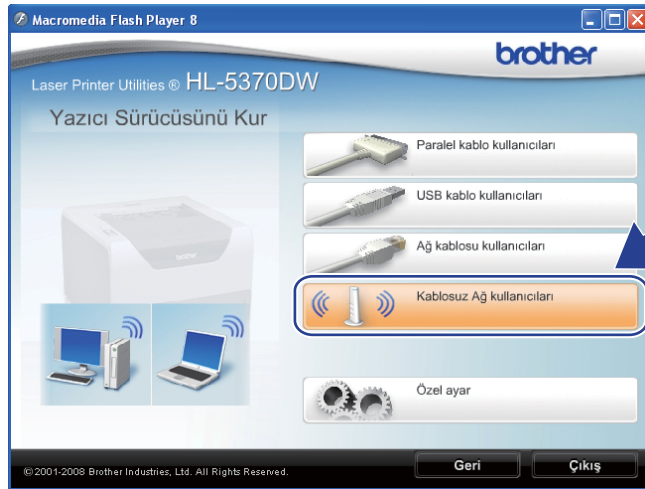 Macromedia Flash Player 8
brother
Laser Printer Utilities ® HL-5370DW
Yazıcı Sürücüsünü Kur
Paralel kablo kullanıcıları
USB kablo kullanıcıları
Ağ kablosu kullanıcıları
Kablosuz Ağ kullanıcıları
Özel ayar
©2001-2008 Brother Industries, Ltd. All Rights Reserved.
Geri
Çıkış